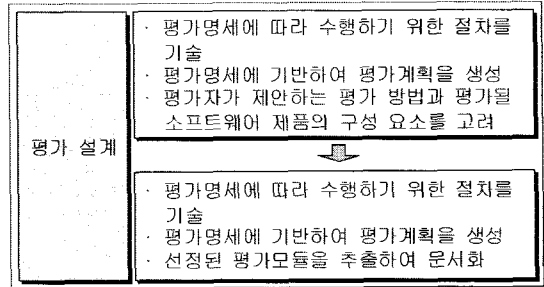 평가 설계
· 평가명세에 따라 수행하기 위한 절차를
기술
· 평가명세에 기반하여 평가계획을 생성
· 평가자가 제안하는 평가 방법과 평가될
소프트웨어 제품의 구성 요소를 고려
· 평가명세에 따라 수행하기 위한 절차를
기술
· 평가명세에 기반하여 평가계획을 생성
· 선정된 평가모듈을 추출하여 문서화